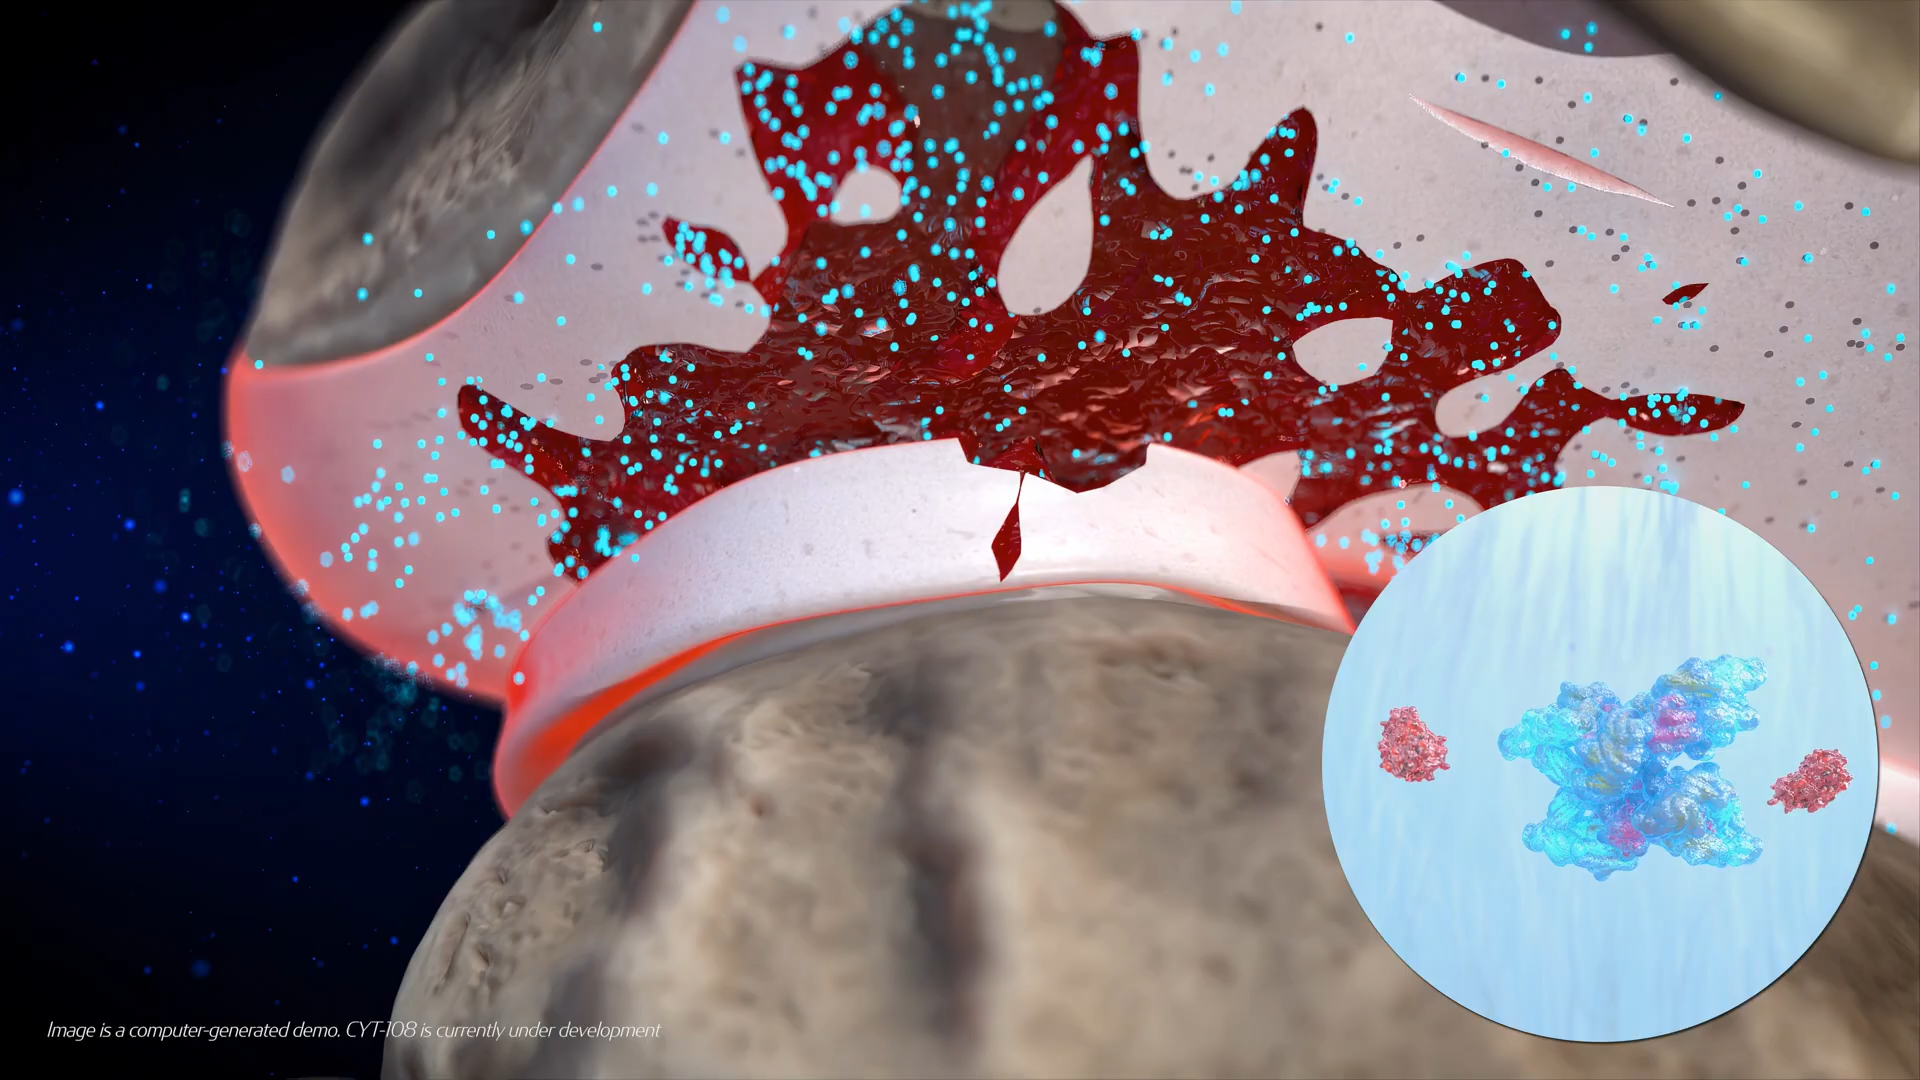 Image is a computer-generated demo. CYT-108 is currently under development